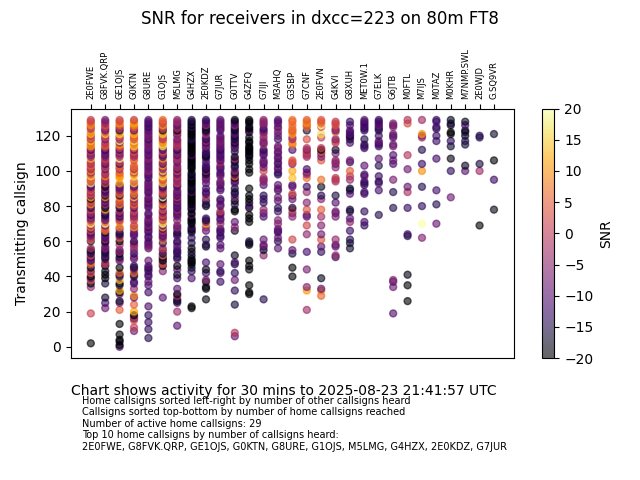 SNR for receivers in dxcc=223 on 80m FT8
2E0FWE G8FVK.QRP GE1OJS G0KTN G8URE G1OJS M5LMG G4HZX 2E0KDZ G7JUR G0TTV G4ZFQ G7IJI M3AHQ G3SBP G7CNF 2E0FVN G4KVI G8XUH MET0W.1 G7ELK G6JTB M0FTL M7IJS M0TAZ M0KHR M7NMP.SWL 2E0WJD G.SQ9VR
Transmitting callsign
120
100
80
60
40
20
0
20
15
10
5
0
−5
−10
−15
−20
SNR
Chart shows activity for 30 mins to 2025-08-23 21:41:57 UTC
Home callsigns sorted left-right by number of other callsigns heard
Callsigns sorted top-bottom by number of home callsigns reached
Number of active home callsigns: 29
Top 10 home callsigns by number of callsigns heard:
2E0FWE, G8FVK.QRP, GE1OJS, G0KTN, G8URE, G1OJS, M5LMG, G4HZX, 2E0KDZ, G7JUR